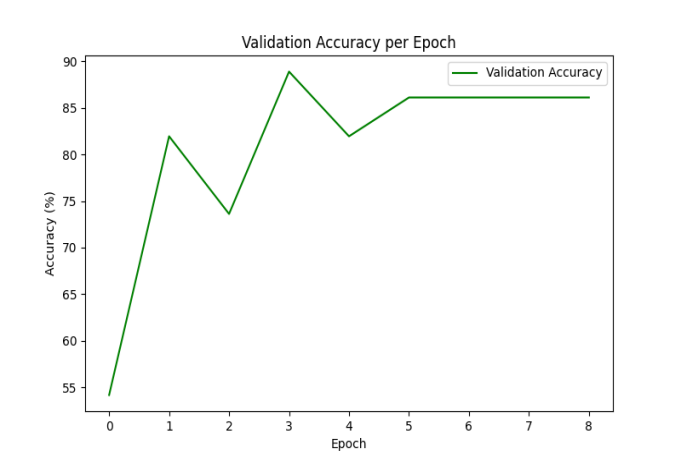 Validation Accuracy per Epoch
Validation Accuracy
Accuracy (%)
90
85
80
75
70
65
60
55
0 1 2 3 4 5 6 7 8
Epoch